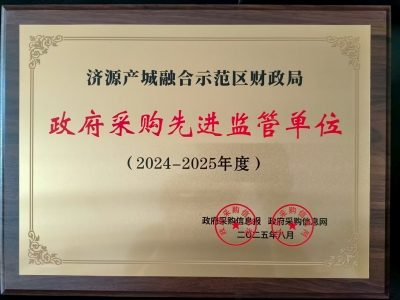 济源产城融合示范区财政局
政府采购先进监管单位
（2024-2025年度）
政府采购信息报 政府采购信息网
二〇二五年八月